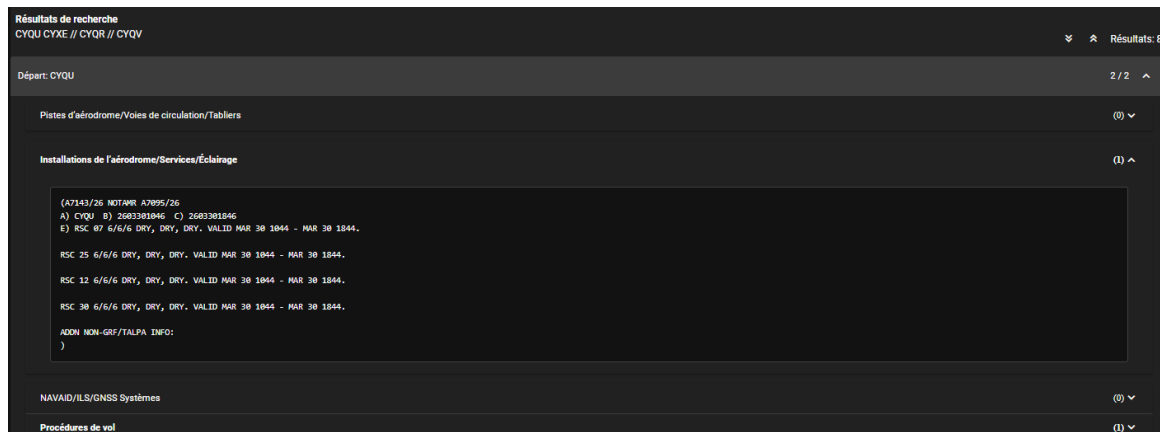 Résultats de recherche
CYQU CYXE // CYQR // CYQV
Résultats: 8
Départ: CYQU
2 / 2
Pistes d'aérodrome/Voies de circulation/Tabliers
(0)
Installations de l'aérodrome/Services/Éclairage
(1)
(A7143/26 NOTAMR A7095/26
A) CYQU B) 2603301046 C) 2603301846
E) RSC 07 6/6/6 DRY, DRY, DRY. VALID MAR 30 1044 - MAR 30 1844.
RSC 25 6/6/6 DRY, DRY, DRY. VALID MAR 30 1044 - MAR 30 1844.
RSC 12 6/6/6 DRY, DRY, DRY. VALID MAR 30 1044 - MAR 30 1844.
RSC 30 6/6/6 DRY, DRY, DRY. VALID MAR 30 1044 - MAR 30 1844.
ADDN NON-GRF/TALPA INFO:
)
NAVAID/ILS/GNSS Systèmes
(0)
Procédures de vol
(1)